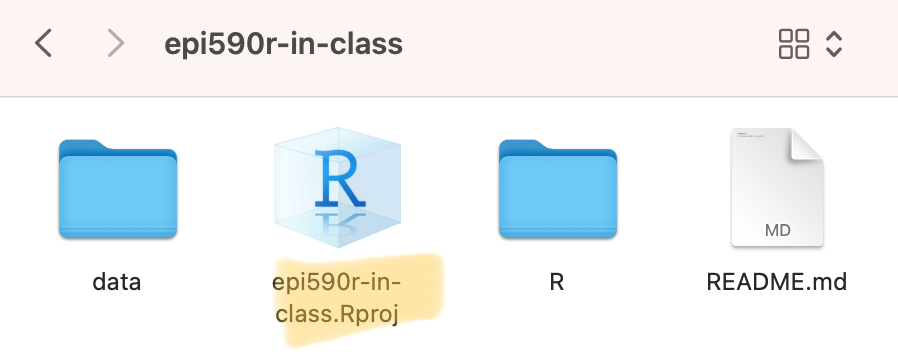 epi590r-in-class
R
MD
data
epi590r-in-
class.Rproj
R
README.md